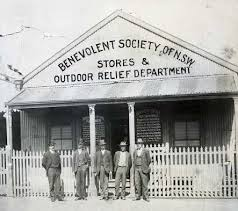 BENEVOLENT SOCIETY, OF N.S.W.
STORES &
OUTDOOR RELIEF DEPARTMENT